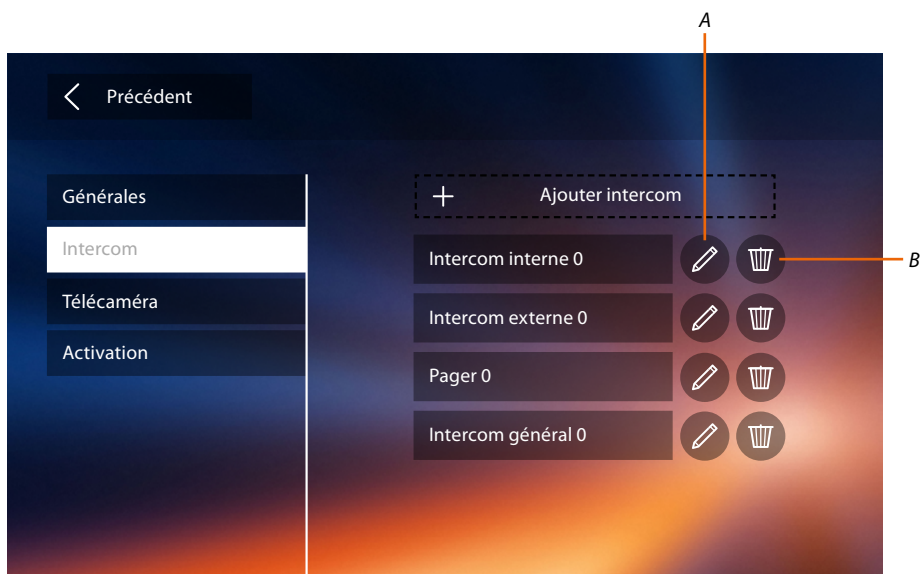 A
Précédent
Générales
Intercom
Télécaméra
Activation
Ajouter intercom
Intercom interne 0
B
Intercom externe 0
Pager 0
Intercom général 0